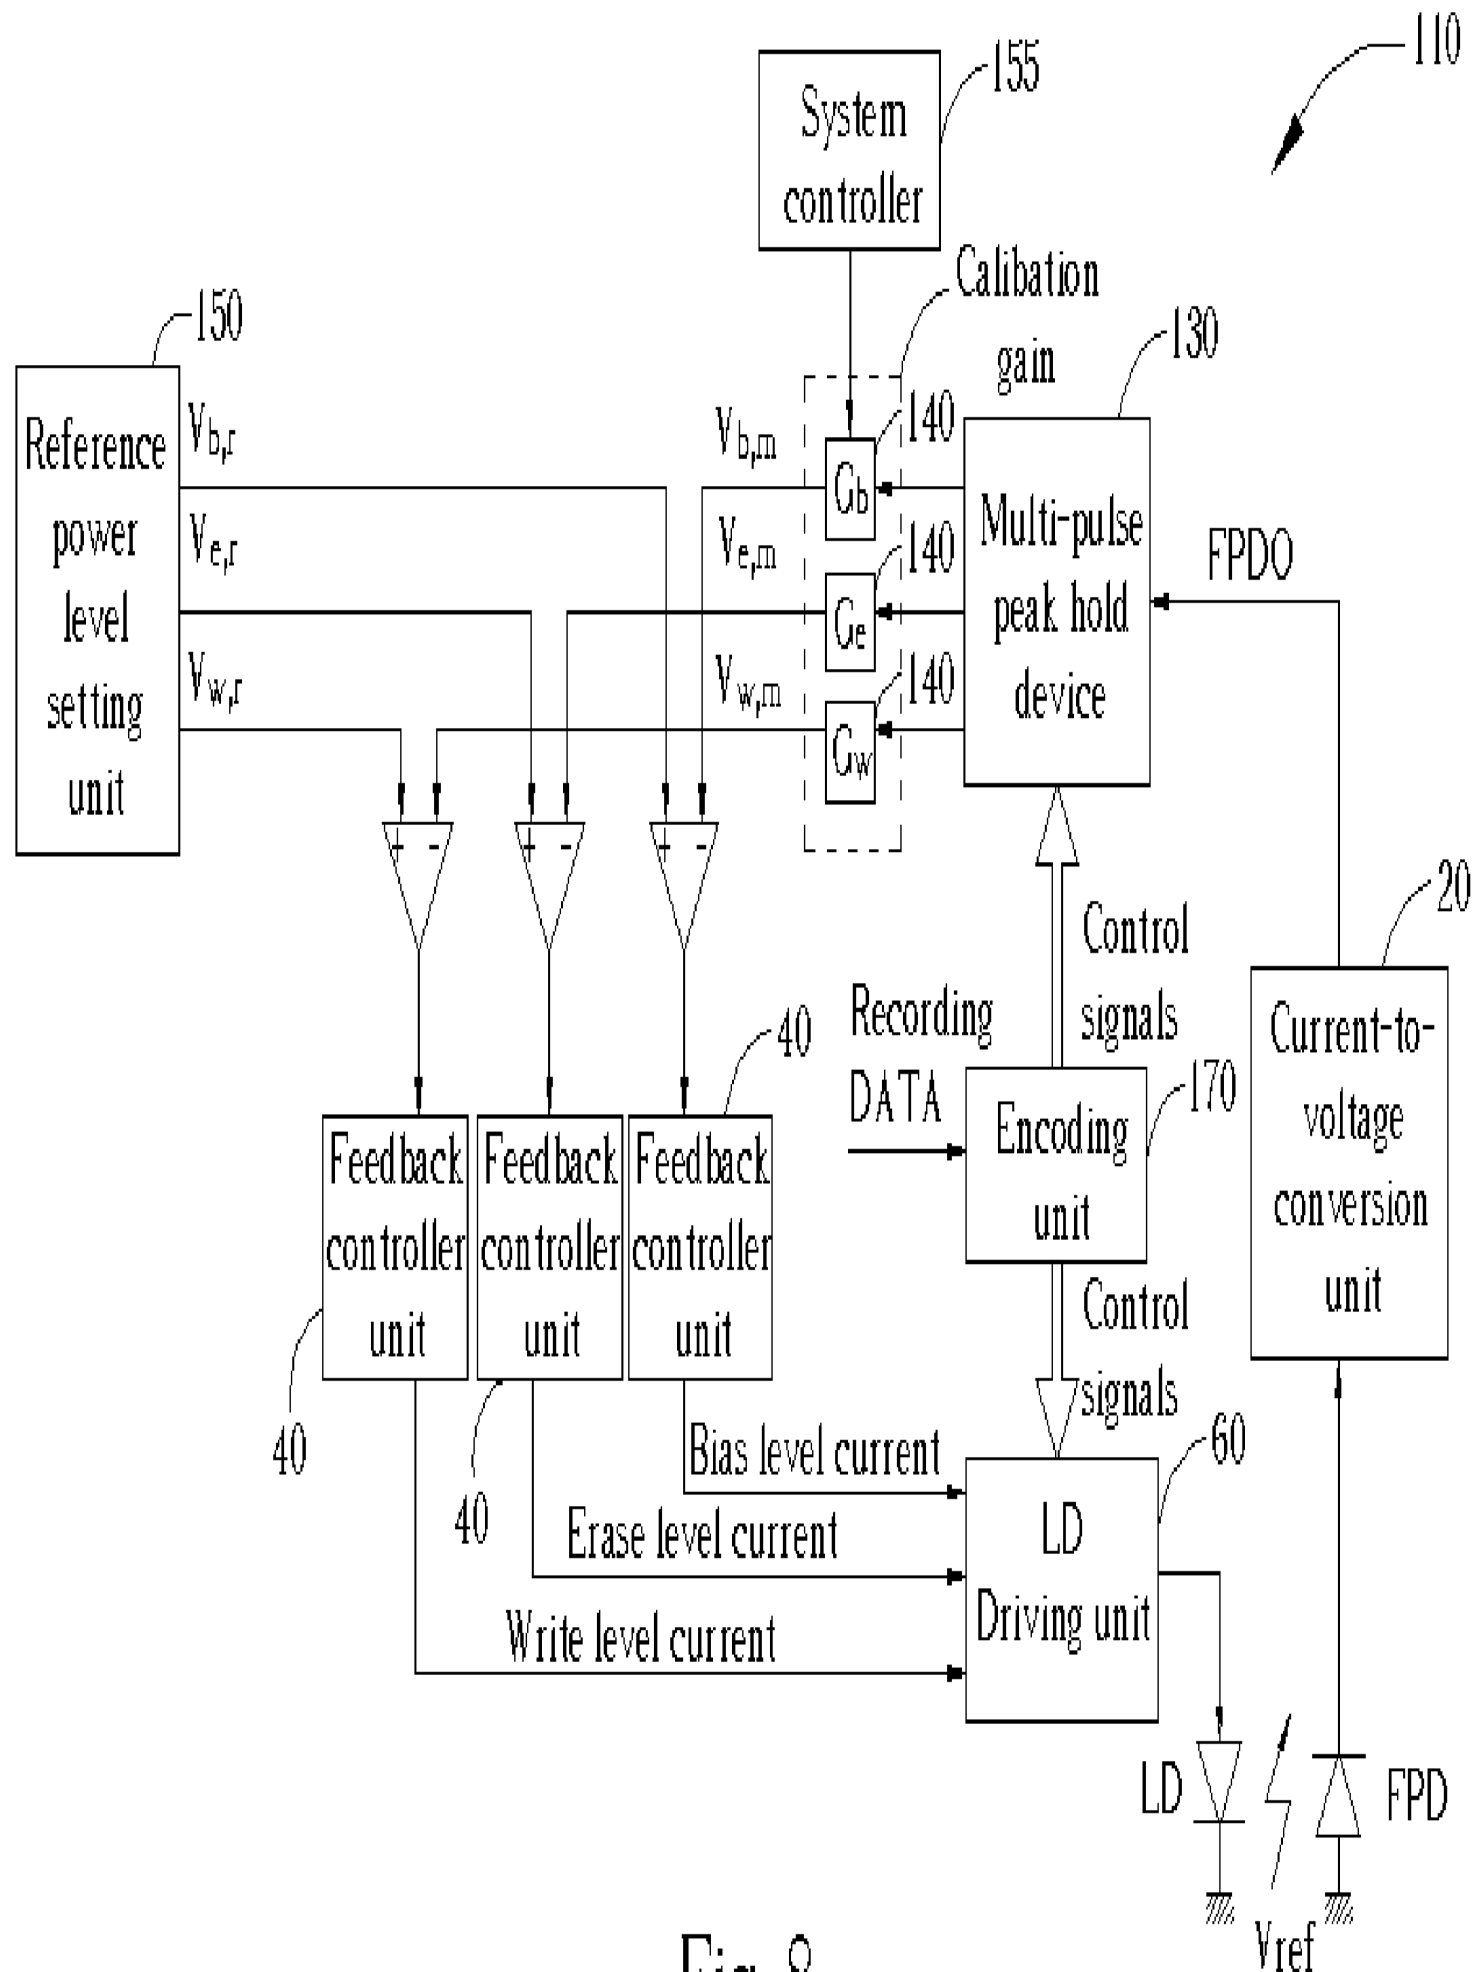 110
155
System
controller
Calibation
gain
150
130
Reference
power
level
setting
unit
Vb,r
Ve,r
Vw,r
Vb,m
Ve,m
Vw,m
140
Gb
140
Ge
140
Gw
Multi-pulse
peak hold
device
FPDO
+ -
+ -
+ -
20
Control
signals
Recording
DATA
40
170
Encoding
unit
Current-to-
voltage
conversion
unit
Feedback
controller
unit
Feedback
controller
unit
Feedback
controller
unit
Control
signals
40
40
60
Bias level current
Erase level current
Write level current
LD
Driving unit
LD
FPD
Vref